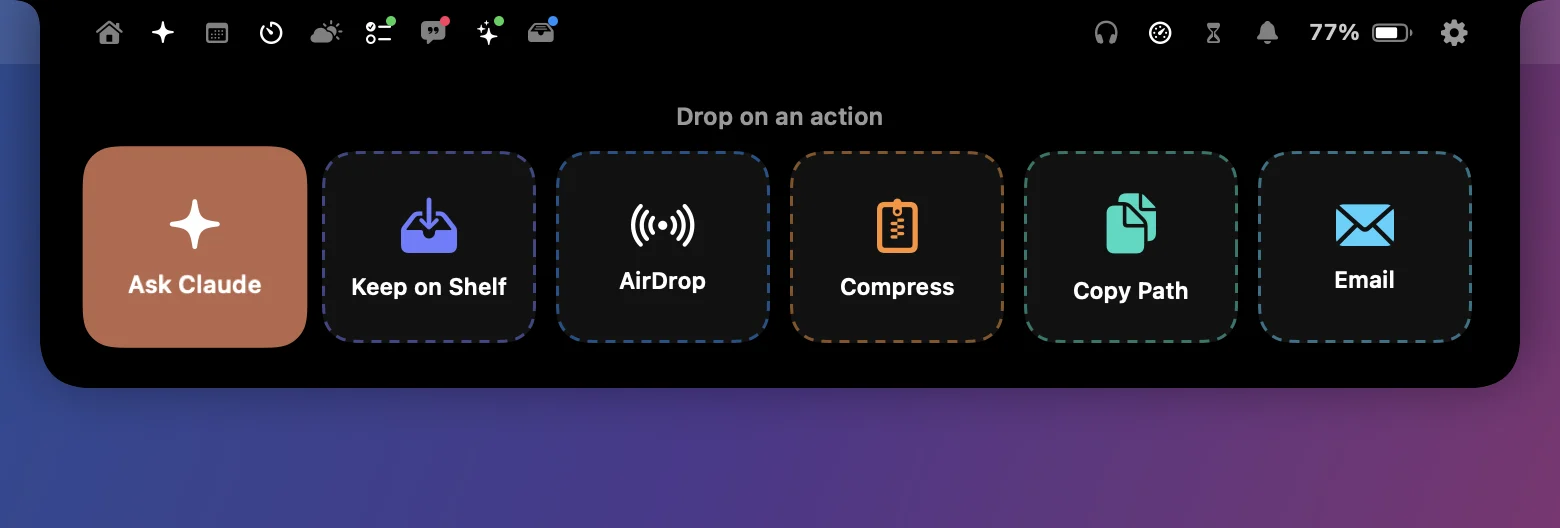 77%
Drop on an action
Ask Claude
Keep on Shelf
AirDrop
Compress
Copy Path
Email